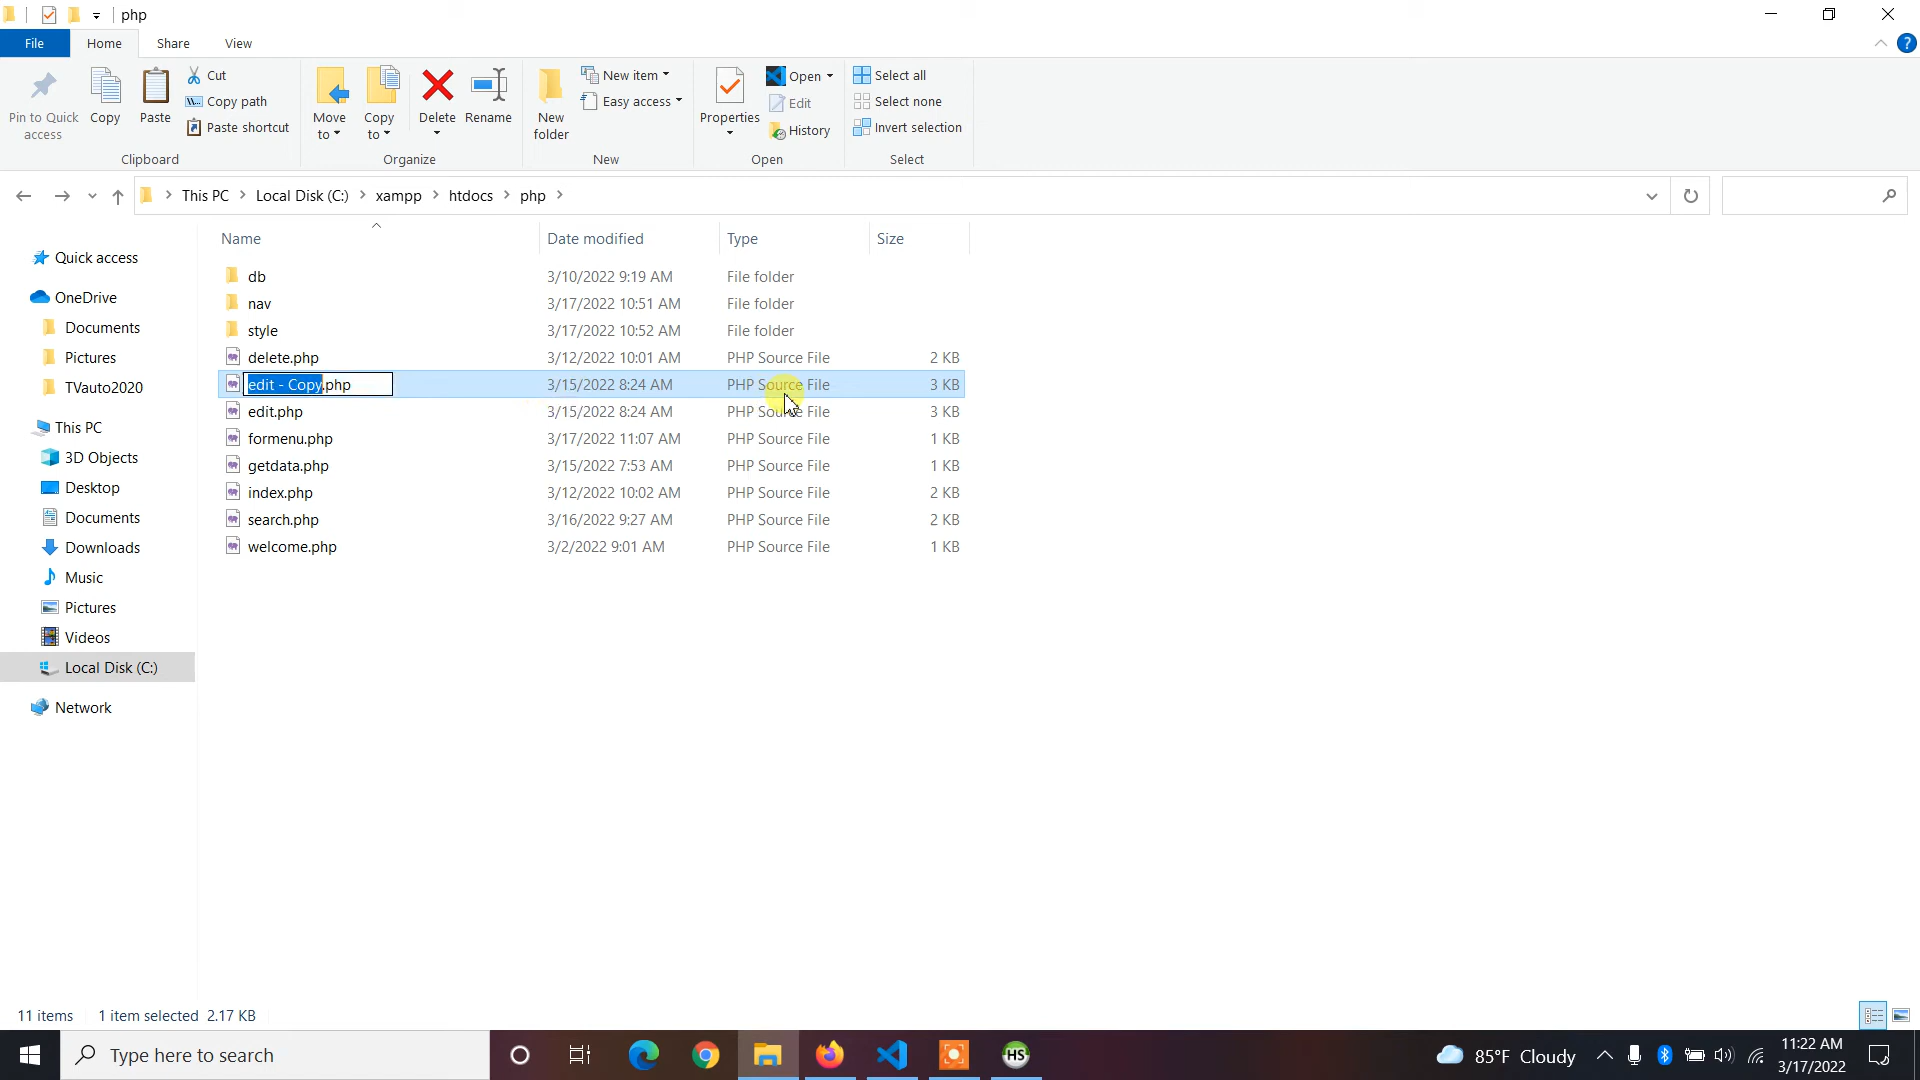 php
File Home Share View
Pin to Quick access
Copy
Paste
Cut
Copy path
Paste shortcut
Clipboard
Move to
Copy to
Delete
Rename
Organize
New folder
New item
Easy access
New
Properties
Open
Edit
History
Open
Select all
Select none
Invert selection
Select
This PC Local Disk (C:) xampp htdocs php
Name Date modified Type Size
db 3/10/2022 9:19 AM File folder
nav 3/17/2022 10:51 AM File folder
style 3/17/2022 10:52 AM File folder
delete.php 3/12/2022 10:01 AM PHP Source File 2 KB
edit - Copy.php 3/15/2022 8:24 AM PHP Source File 3 KB
edit.php 3/15/2022 8:24 AM PHP Source File 3 KB
formenu.php 3/17/2022 11:07 AM PHP Source File 1 KB
getdata.php 3/15/2022 7:53 AM PHP Source File 1 KB
index.php 3/12/2022 10:02 AM PHP Source File 2 KB
search.php 3/16/2022 9:27 AM PHP Source File 2 KB
welcome.php 3/2/2022 9:01 AM PHP Source File 1 KB
Quick access
OneDrive
Documents
Pictures
TVauto2020
This PC
3D Objects
Desktop
Documents
Downloads
Music
Pictures
Videos
Local Disk (C:)
Network
11 items 1 item selected 2.17 KB
Type here to search
HS
85°F Cloudy
11:22 AM
3/17/2022